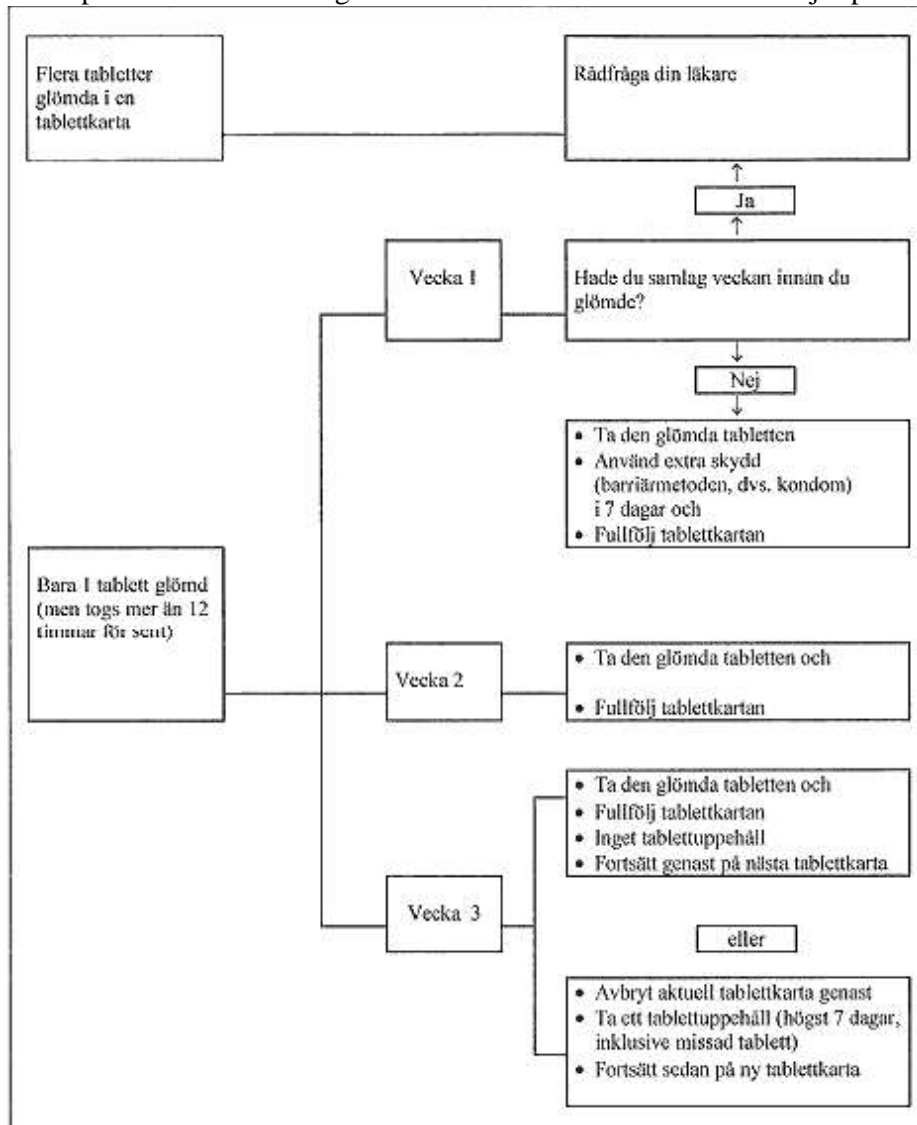 Flera tabletter
glömda i en
tablettkarta
Rådfråga din läkare
Ja
Vecka 1
Hade du samlag veckan innan du
glömde?
Nej
• Ta den glömda tabletten
• Använd extra skydd
(barriärmetoden, dvs. kondom)
i 7 dagar och
• Fullfölj tablettkartan
Bara 1 tablett glömd
(men togs mer än 12
timmar för sent)
Vecka 2
• Ta den glömda tabletten och
• Fullfölj tablettkartan
• Ta den glömda tabletten och
• Fullfölj tablettkartan
• Inget tablettuppehåll
• Fortsätt genast på nästa tablettkarta
Vecka 3
eller
• Avbryt aktuell tablettkarta genast
• Ta ett tablettuppehåll (högst 7 dagar,
inklusive missad tablett)
• Fortsätt sedan på ny tablettkarta